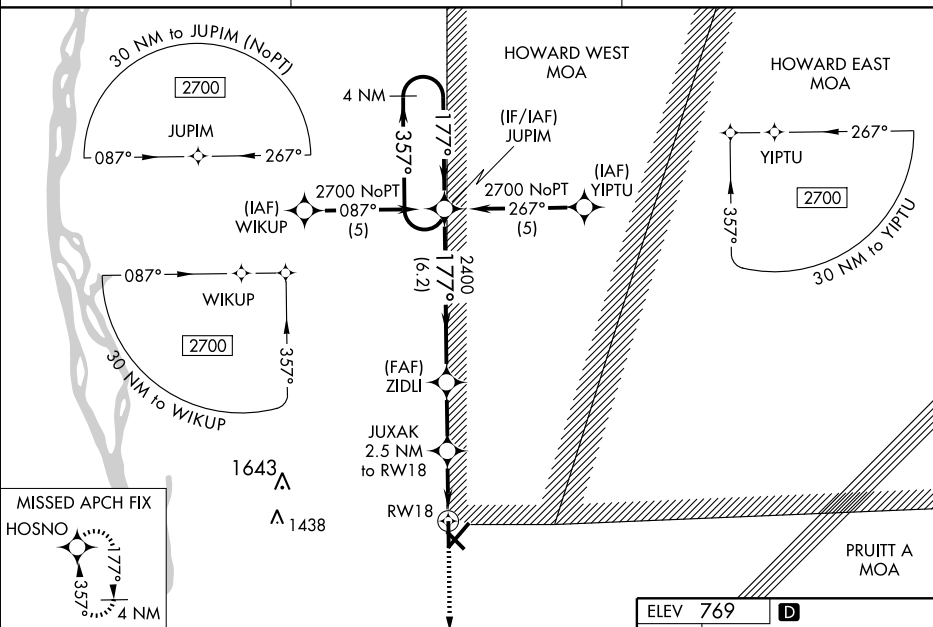 30 NM to JUPIM (NoPT)
2700
JUPIM
087°
267°
4 NM
357°
177°
(IF/IAF)
JUPIM
HOWARD WEST
MOA
HOWARD EAST
MOA
267°
YIPTU
2700
357°
30 NM to YIPTU
(IAF)
WIKUP
2700 NoPT
087°
(5)
2700 NoPT
267°
(5)
(IAF)
YIPTU
2400
177°
(6.2)
087°
WIKUP
2700
357°
30 NM to WIKUP
(FAF)
ZIDLI
JUXAK
2.5 NM
to RW18
1643
1438
RW18
MISSED APCH FIX
HOSNO
177°
357°
4 NM
PRUITT A
MOA
ELEV 769 D